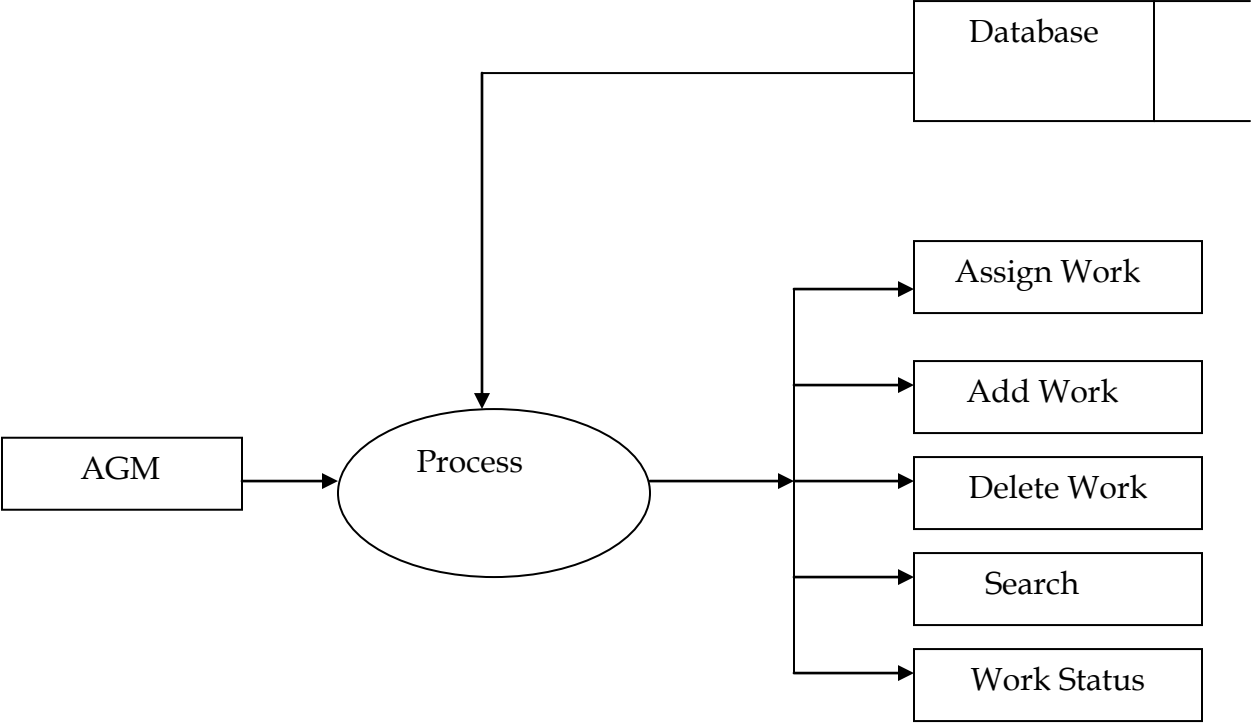 Database
Assign Work
Add Work
AGM
Process
Delete Work
Search
Work Status